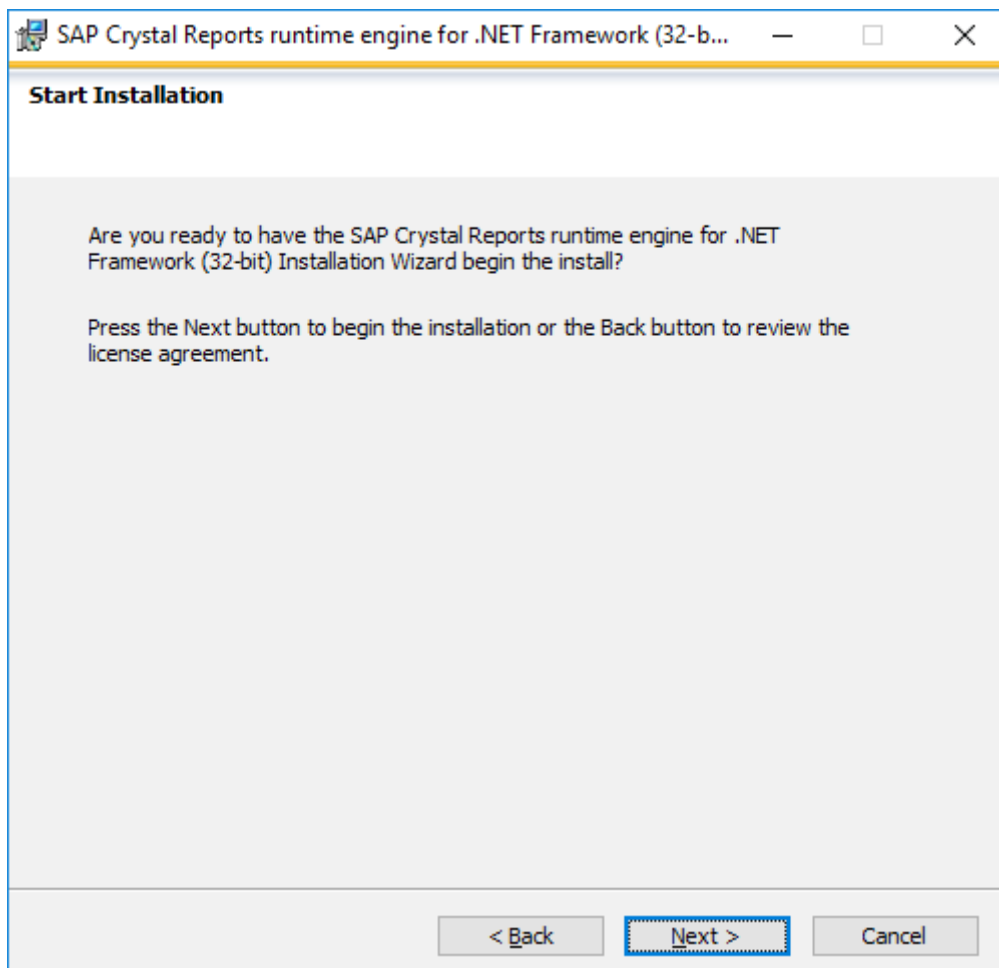 SAP Crystal Reports runtime engine for .NET Framework (32-b...
Start Installation
Are you ready to have the SAP Crystal Reports runtime engine for .NET
Framework (32-bit) Installation Wizard begin the install?
Press the Next button to begin the installation or the Back button to review the
license agreement.
< Back
Next >
Cancel